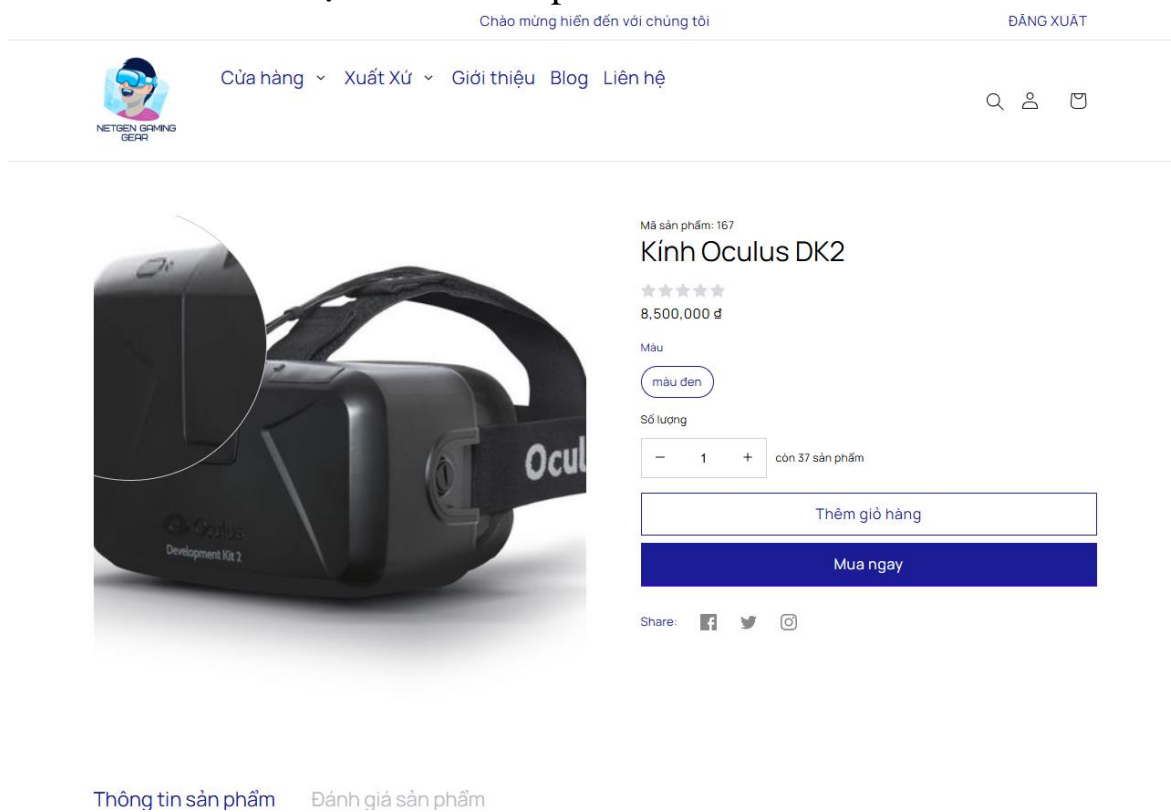 Chào mừng hiển đến với chúng tôi
ĐĂNG XUẤT
NETGEN GAMING
GEAR
Cửa hàng
Xuất Xứ
Giới thiệu
Blog
Liên hệ
Mã sản phẩm: 167
Kính Oculus DK2
8,500,000 đ
Màu
màu đen
Số lượng
− 1 +
còn 37 sản phẩm
Thêm giỏ hàng
Mua ngay
Share:
Ocul
Oculus
Development Kit 2
Thông tin sản phẩm
Đánh giá sản phẩm